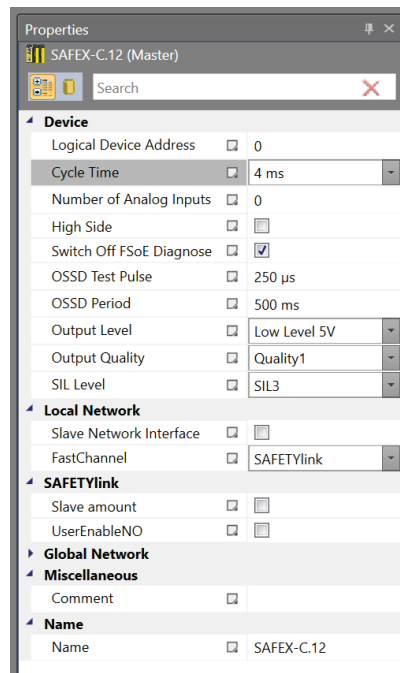 Properties
SAFEX-C.12 (Master)
Search
Device
Logical Device Address 0
Cycle Time 4 ms
Number of Analog Inputs 0
High Side
Switch Off FSoE Diagnose
OSSD Test Pulse 250 µs
OSSD Period 500 ms
Output Level Low Level 5V
Output Quality Quality1
SIL Level SIL3
Local Network
Slave Network Interface
FastChannel SAFETYlink
SAFETYlink
Slave amount
UserEnableNO
Global Network
Miscellaneous
Comment
Name
Name SAFEX-C.12